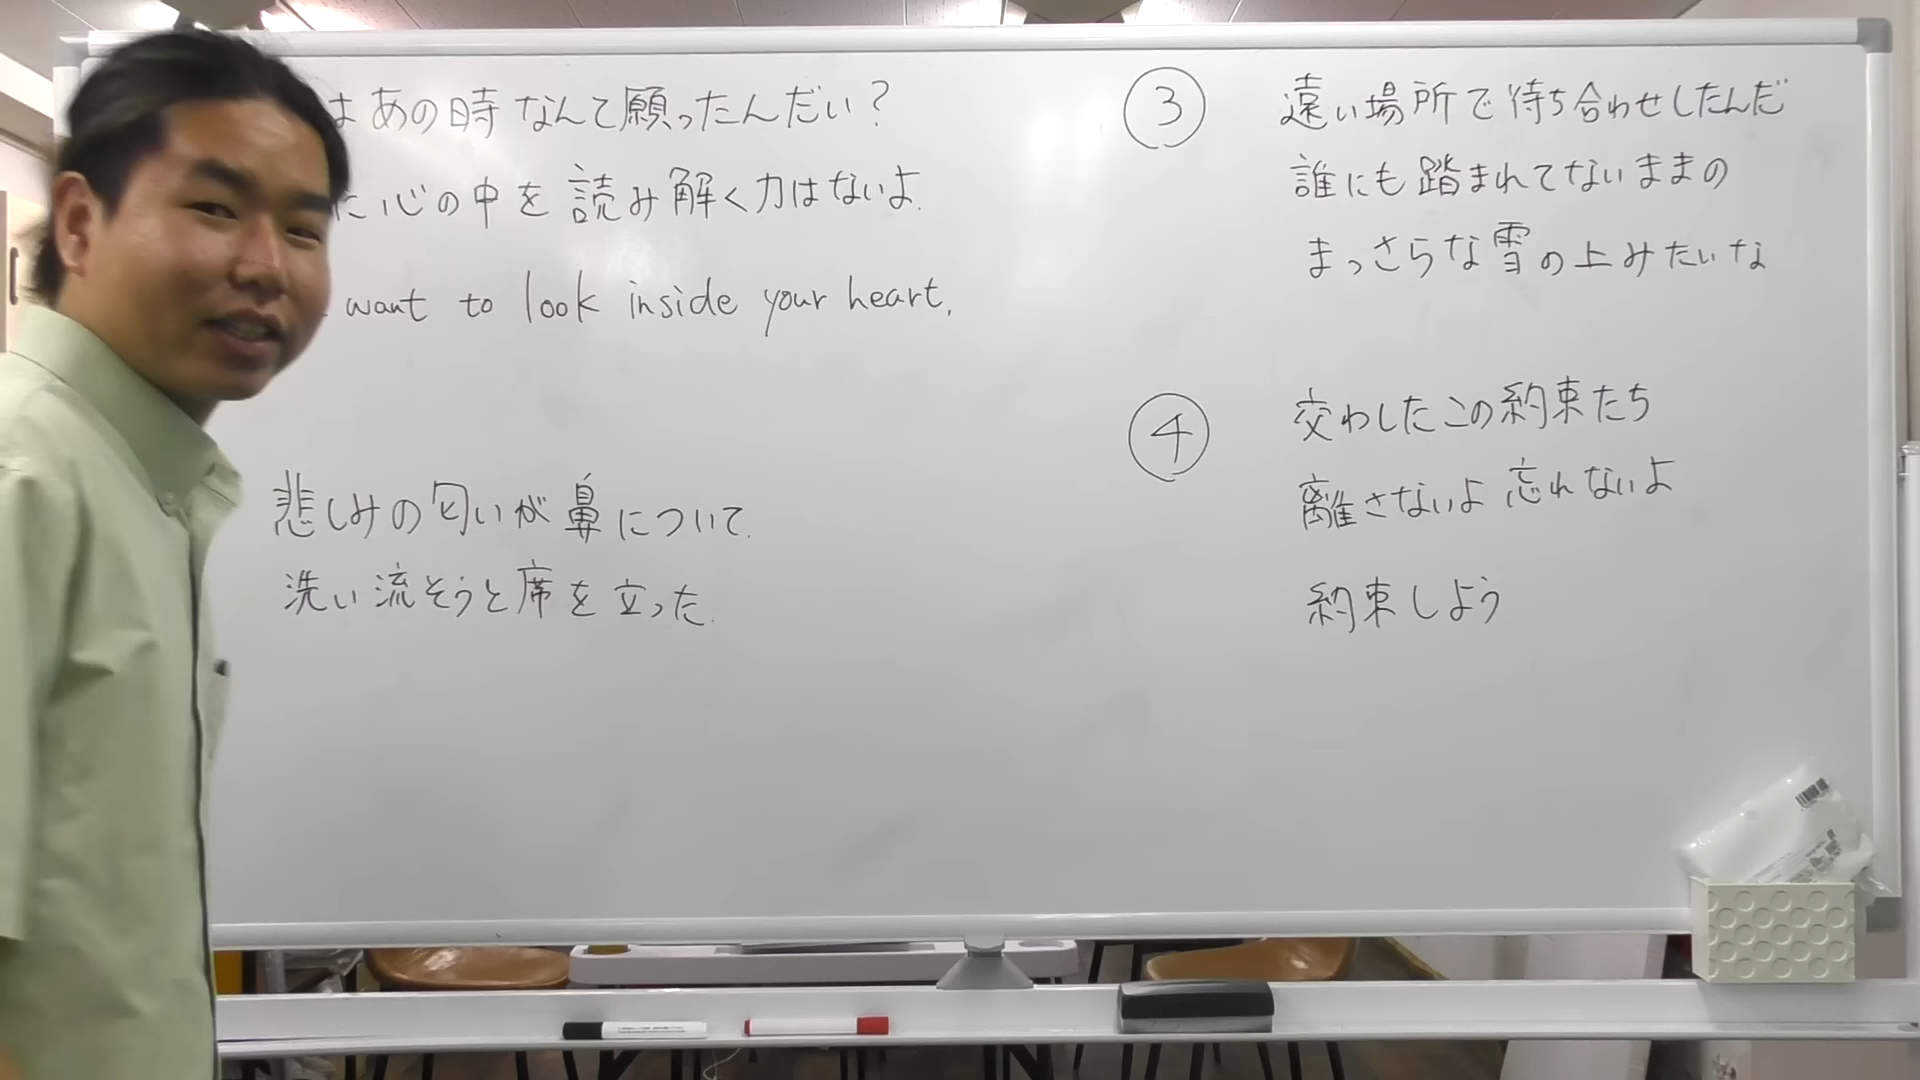 はあの時なんて願ったんだい?
に心の中を読み解く力はないよ.
want to look inside your heart.
悲しみの匂いが鼻について.
洗い流そうと席を立った.
③ 遠い場所で待ち合わせしたんだ
誰にも踏まれてないままの
まっさらな雪の上みたいな
④ 交わしたこの約束たち
離さないよ 忘れないよ
約束しよう